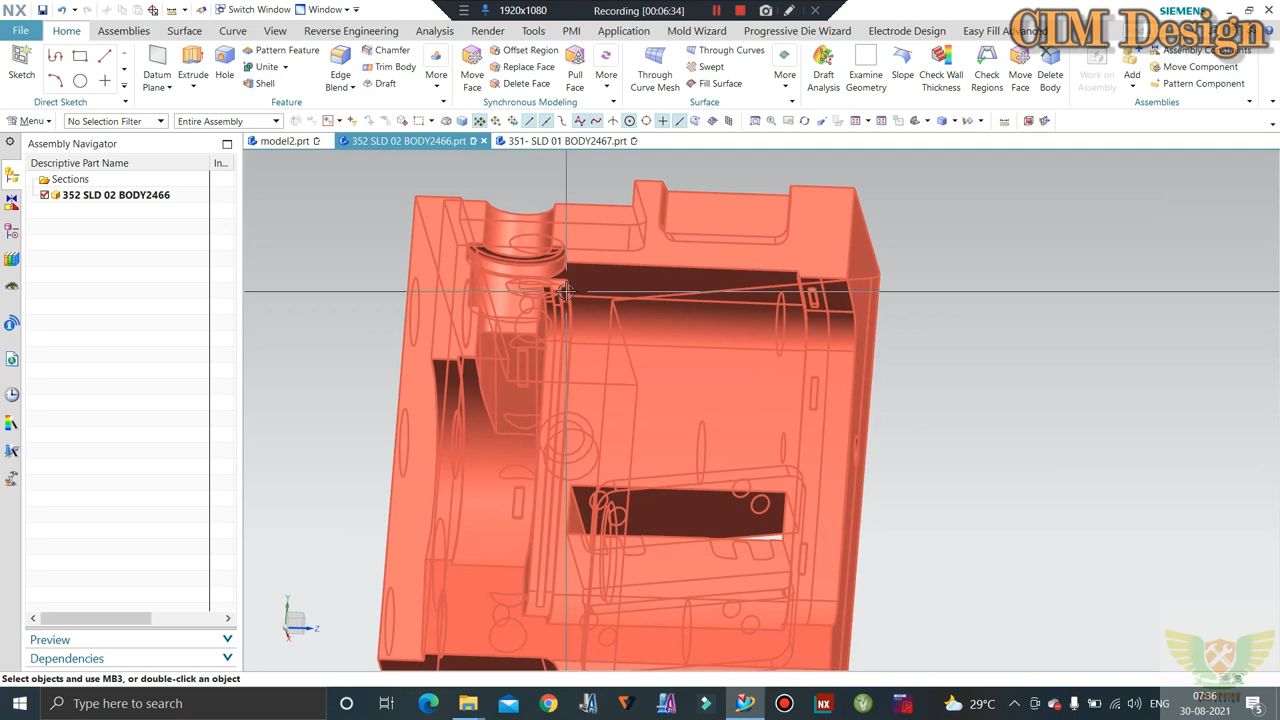 NX
Switch Window
Window
1920x1080
Recording [00:06:34]
SIEMENS
CIM Design
File
Home
Assemblies
Surface
Curve
View
Reverse Engineering
Analysis
Render
Tools
PMI
Application
Mold Wizard
Progressive Die Wizard
Electrode Design
Easy Fill Advanced
Sketch
Direct Sketch
Datum
Plane
Extrude
Hole
Pattern Feature
Unite
Shell
Edge
Blend
Chamfer
Trim Body
Draft
More
Feature
Move
Face
Offset Region
Replace Face
Delete Face
Pull
Face
More
Synchronous Modeling
Through
Curve Mesh
Through Curves
Swept
Fill Surface
More
Surface
Draft
Analysis
Examine
Geometry
Slope
Check Wall
Thickness
Check
Regions
Move
Face
Delete
Body
Work on
Assembly
Add
Assembly Constraints
Move Component
Pattern Component
Assemblies
Menu
No Selection Filter
Entire Assembly
Assembly Navigator
model2.prt
352 SLD 02 BODY2466.prt
351- SLD 01 BODY2467.prt
Descriptive Part Name
In...
Sections
352 SLD 02 BODY2466
Y
Z
X
Preview
Dependencies
Select objects and use MB3, or double-click an object
Type here to search
NX
29°C
ENG
07:36
30-08-2021
5